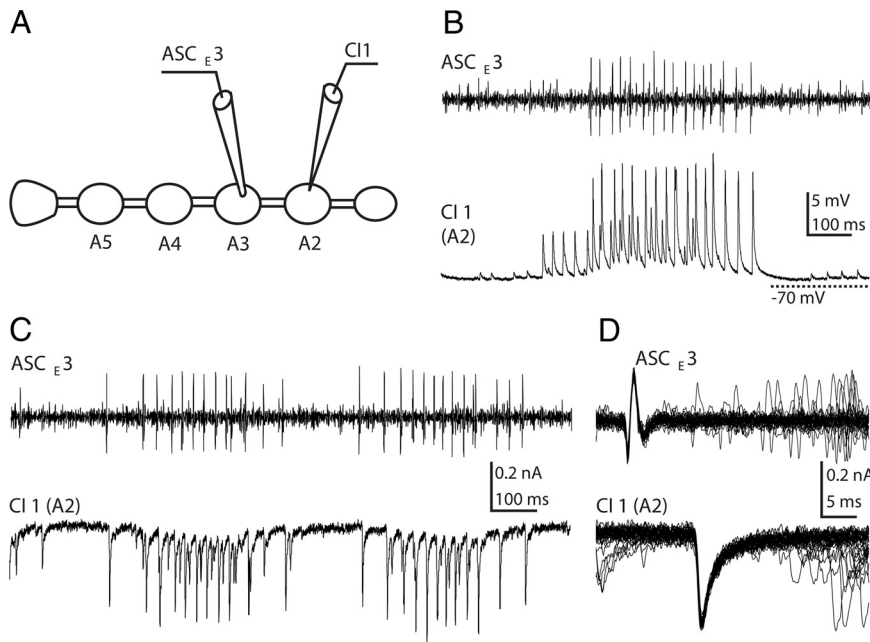 A
ASC E3
CI1
A5 A4 A3 A2
B
ASC E3
CI 1
(A2)
5 mV
100 ms
-70 mV
C
ASC E3
0.2 nA
100 ms
CI 1 (A2)
D
ASC E3
0.2 nA
5 ms
CI 1 (A2)